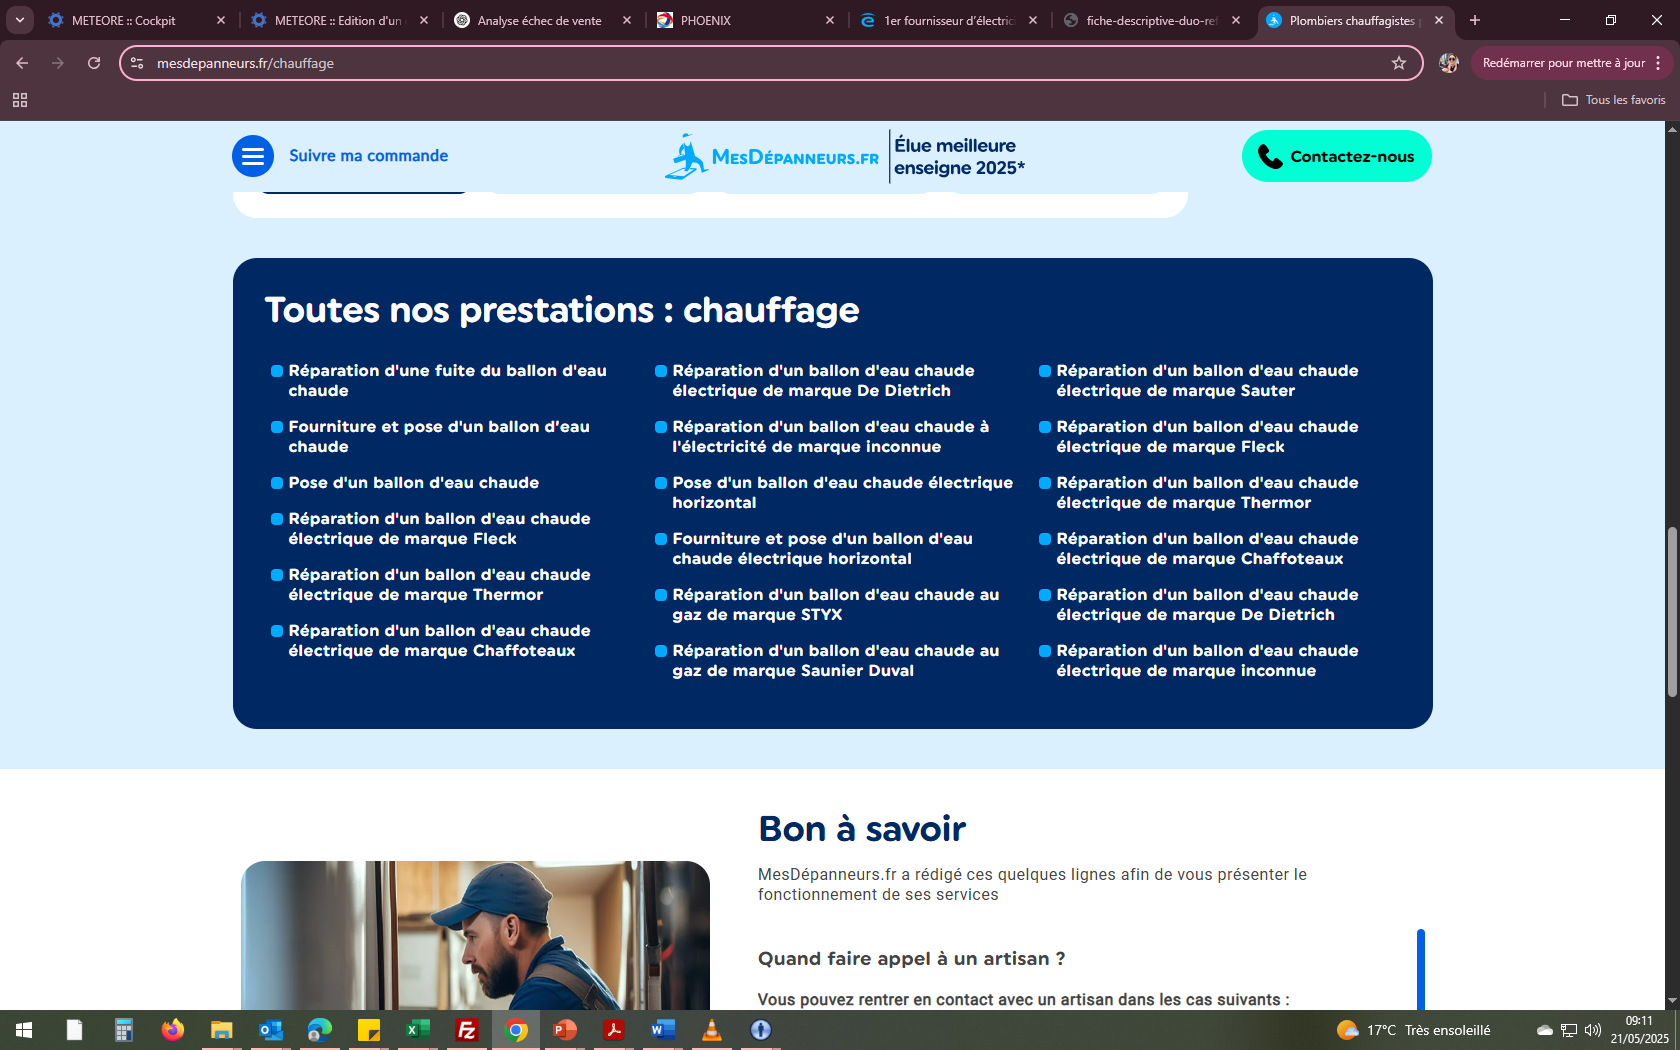 METEORE :: Cockpit
METEORE :: Edition d'un
Analyse échec de vente
PHOENIX
1er fournisseur d'électric
fiche-descriptive-duo-ref
Plombiers chauffagistes
mesdepanneurs.fr/chauffage
Redémarrer pour mettre à jour
Tous les favoris
Suivre ma commande
MESDÉPANNEURS.FR
Élue meilleure
enseigne 2025*
Contactez-nous
Toutes nos prestations : chauffage
Réparation d'une fuite du ballon d'eau
chaude
Fourniture et pose d'un ballon d’eau
chaude
Pose d'un ballon d'eau chaude
Réparation d'un ballon d'eau chaude
électrique de marque Fleck
Réparation d'un ballon d'eau chaude
électrique de marque Thermor
Réparation d'un ballon d'eau chaude
électrique de marque Chaffoteaux
Réparation d'un ballon d'eau chaude
électrique de marque De Dietrich
Réparation d'un ballon d'eau chaude à
l'électricité de marque inconnue
Pose d'un ballon d'eau chaude électrique
horizontal
Fourniture et pose d'un ballon d'eau
chaude électrique horizontal
Réparation d'un ballon d'eau chaude au
gaz de marque STYX
Réparation d'un ballon d'eau chaude au
gaz de marque Saunier Duval
Réparation d'un ballon d'eau chaude
électrique de marque Sauter
Réparation d'un ballon d'eau chaude
électrique de marque Fleck
Réparation d'un ballon d'eau chaude
électrique de marque Thermor
Réparation d'un ballon d'eau chaude
électrique de marque Chaffoteaux
Réparation d'un ballon d'eau chaude
électrique de marque De Dietrich
Réparation d'un ballon d'eau chaude
électrique de marque inconnue
Bon à savoir
MesDépanneurs.fr a rédigé ces quelques lignes afin de vous présenter le
fonctionnement de ses services
Quand faire appel à un artisan ?
Vous pouvez rentrer en contact avec un artisan dans les cas suivants :
17°C Très ensoleillé
09:11
21/05/2025